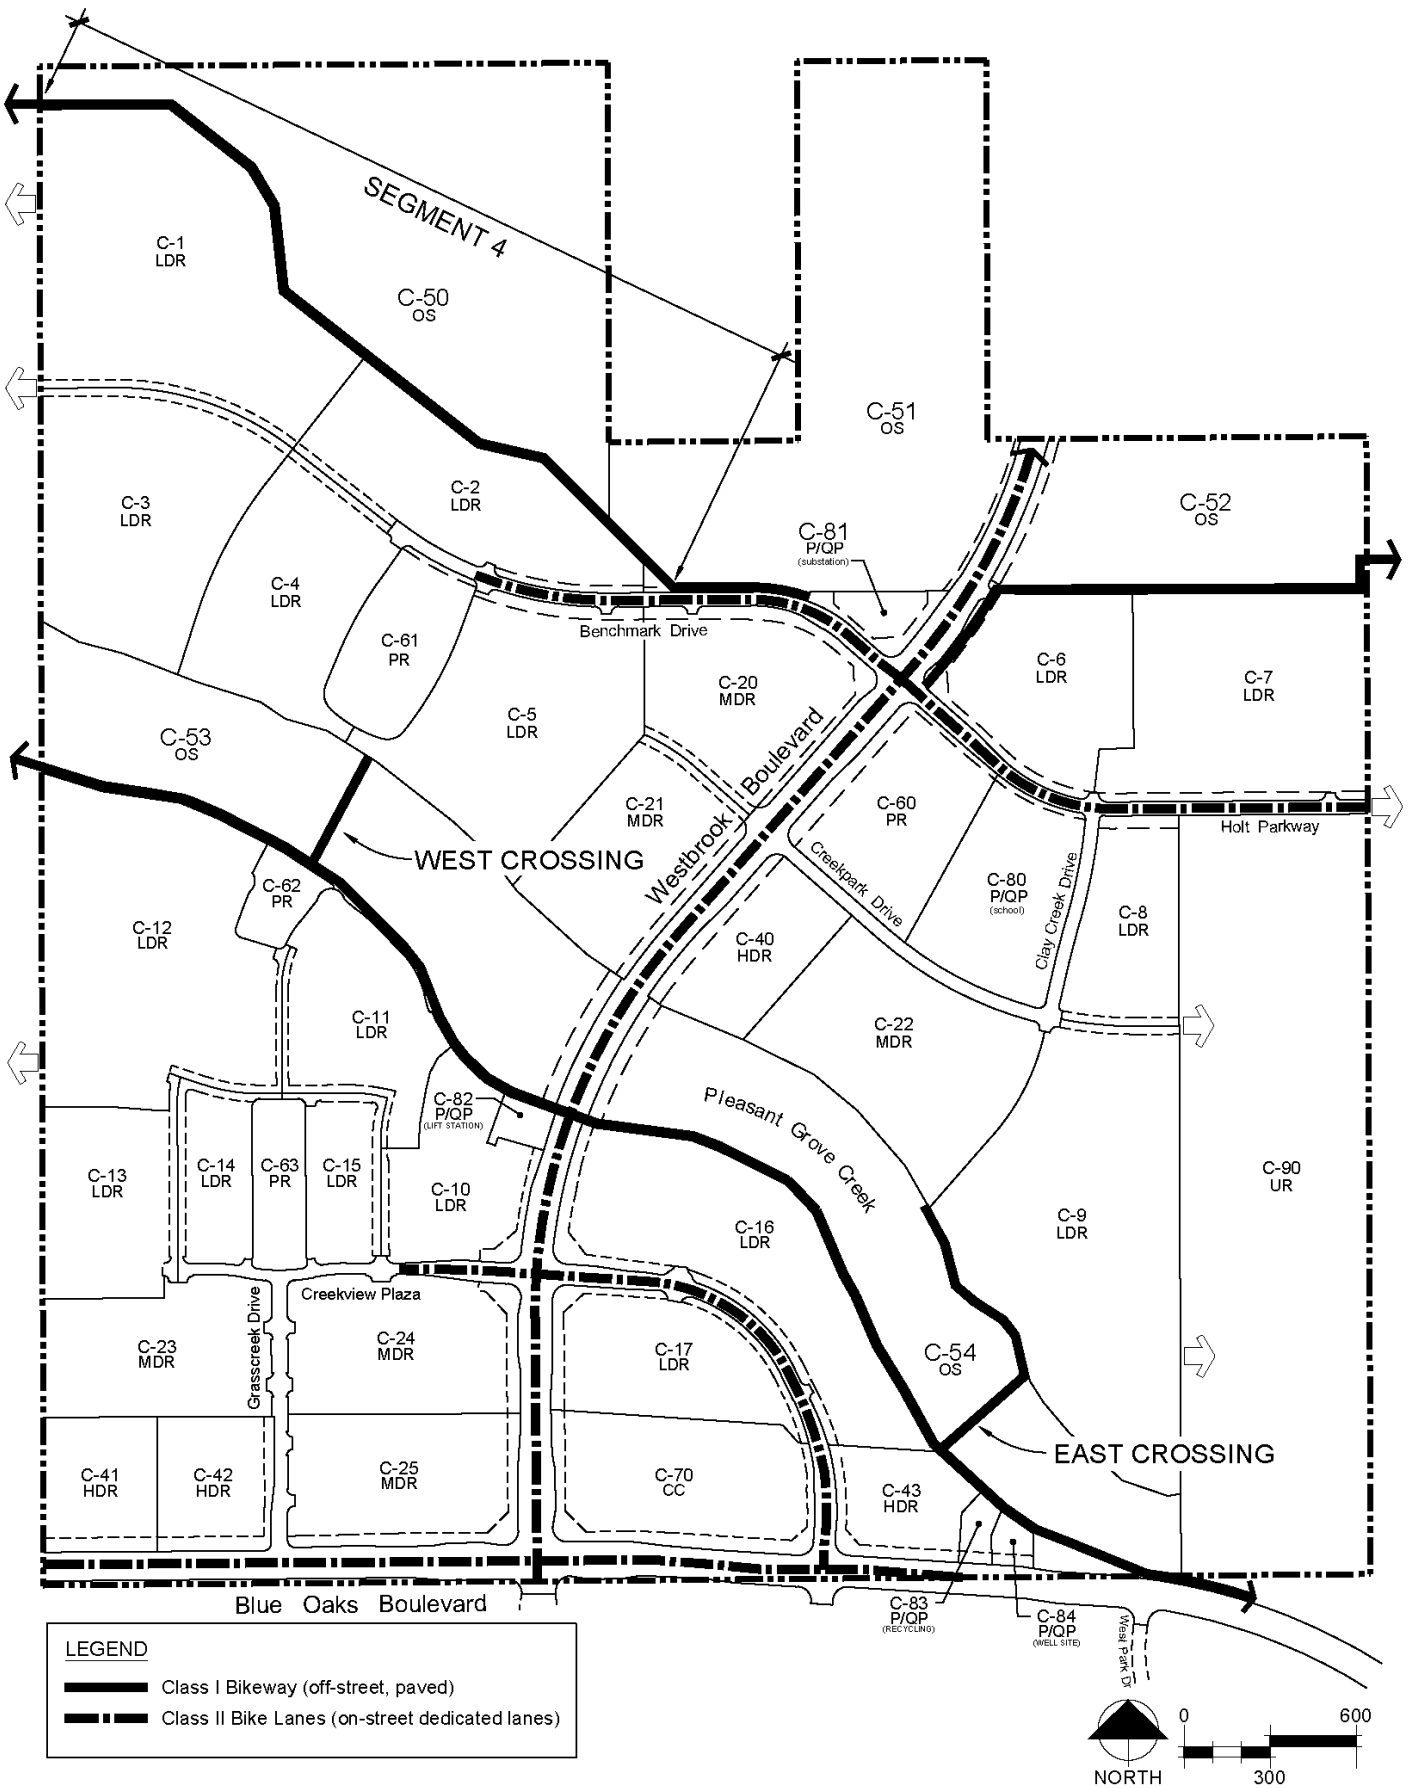 SEGMENT 4
C-1
LDR
C-50
OS
C-51
OS
C-3
LDR
C-2
LDR
C-52
OS
C-81
P/QP
(substation)
C-4
LDR
Benchmark Drive
C-61
PR
C-6
LDR
C-7
LDR
C-20
MDR
C-5
LDR
C-53
OS
Westbrook Boulevard
C-21
MDR
C-60
PR
Holt Parkway
WEST CROSSING
Creekpark Drive
C-80
P/QP
(school)
Clay Creek Drive
C-62
PR
C-8
LDR
C-12
LDR
C-40
HDR
C-11
LDR
C-22
MDR
C-82
P/QP
(LIFT STATION)
Pleasant Grove Creek
C-13
LDR
C-14
LDR
C-63
PR
C-15
LDR
C-10
LDR
C-90
UR
C-16
LDR
C-9
LDR
Creekview Plaza
Grasscreek Drive
C-23
MDR
C-24
MDR
C-17
LDR
C-54
OS
EAST CROSSING
C-41
HDR
C-42
HDR
C-25
MDR
C-70
CC
C-43
HDR
Blue Oaks Boulevard
C-83
P/QP
(RECYCLING)
C-84
P/QP
(WELL SITE)
West Park Dr
LEGEND
Class I Bikeway (off-street, paved)
Class II Bike Lanes (on-street dedicated lanes)
NORTH
0
600
300